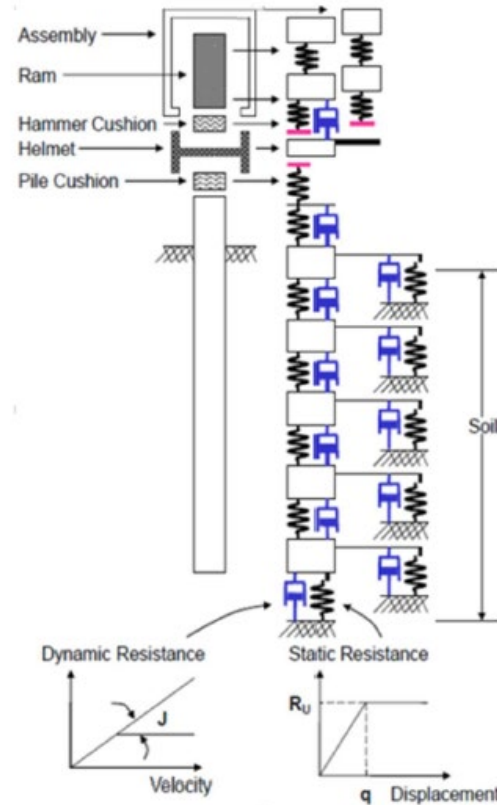 Assembly
Ram
Hammer Cushion
Helmet
Pile Cushion
Soil
Dynamic Resistance
Static Resistance
J
Velocity
Rᵤ
q
Displacement